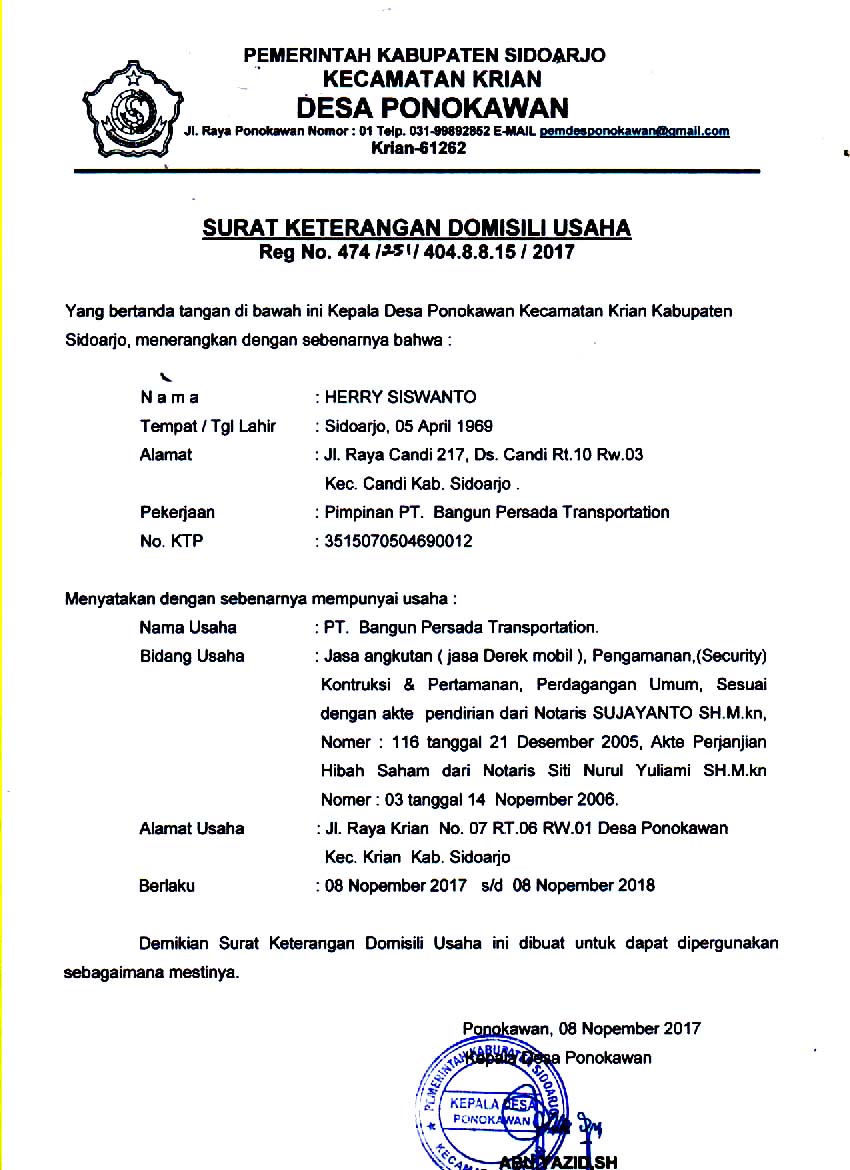 PEMERINTAH KABUPATEN SIDOARJO
KECAMATAN KRIAN
DESA PONOKAWAN
Jl. Raya Ponokawan Nomor : 01 Telp. 031-99892852 E-MAIL pemdesponokawan@gmail.com
Krian-61262
SURAT KETERANGAN DOMISILI USAHA
Reg No. 474 /251/ 404.8.8.15 / 2017
Yang bertanda tangan di bawah ini Kepala Desa Ponokawan Kecamatan Krian Kabupaten
Sidoarjo, menerangkan dengan sebenarnya bahwa :
N a m a : HERRY SISWANTO
Tempat / Tgl Lahir : Sidoarjo, 05 April 1969
Alamat : Jl. Raya Candi 217, Ds. Candi Rt.10 Rw.03
Kec. Candi Kab. Sidoarjo .
Pekerjaan : Pimpinan PT. Bangun Persada Transportation
No. KTP : 3515070504690012
Menyatakan dengan sebenarnya mempunyai usaha :
Nama Usaha : PT. Bangun Persada Transportation.
Bidang Usaha : Jasa angkutan ( jasa Derek mobil ), Pengamanan,(Security)
Kontruksi & Pertamanan, Perdagangan Umum, Sesuai
dengan akte pendirian dari Notaris SUJAYANTO SH.M.kn,
Nomer : 116 tanggal 21 Desember 2005, Akte Perjanjian
Hibah Saham dari Notaris Siti Nurul Yuliami SH.M.kn
Nomer : 03 tanggal 14 Nopember 2006.
Alamat Usaha : Jl. Raya Krian No. 07 RT.06 RW.01 Desa Ponokawan
Kec. Krian Kab. Sidoarjo
Berlaku : 08 Nopember 2017 s/d 08 Nopember 2018
Demikian Surat Keterangan Domisili Usaha ini dibuat untuk dapat dipergunakan
sebagaimana mestinya.
Ponokawan, 08 Nopember 2017
Kepala Desa Ponokawan
PEMERINTAH KABUPATEN SIDOARJO
KEPALA DESA
PONOKAWAN
YAZID,SH